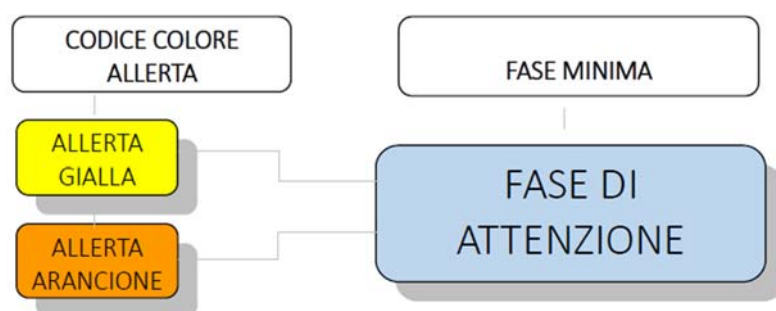 CODICE COLORE
ALLERTA
FASE MINIMA
ALLERTA
GIALLA
FASE DI
ATTENZIONE
ALLERTA
ARANCIONE